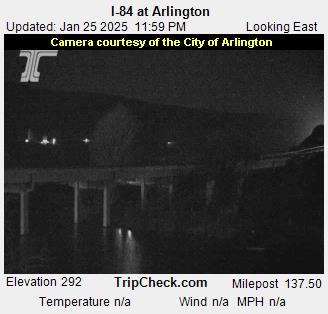 I-84 at Arlington
Updated: Jan 25 2025 11:59 PM Looking East
Camera courtesy of the City of Arlington
Elevation 292 TripCheck.com Milepost 137.50
Temperature n/a Wind n/a MPH n/a